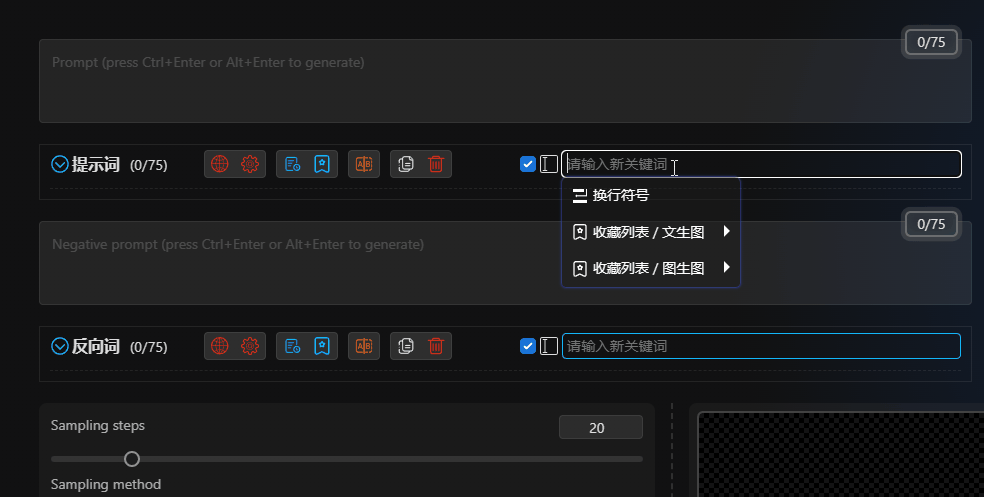 0/75
Prompt (press Ctrl+Enter or Alt+Enter to generate)
提示词 (0/75) 请输入新关键词
换行符号
0/75
收藏列表 / 文生图
Negative prompt (press Ctrl+Enter or Alt+Enter to generate)
收藏列表 / 图生图
反向词 (0/75) 请输入新关键词
Sampling steps 20
Sampling method